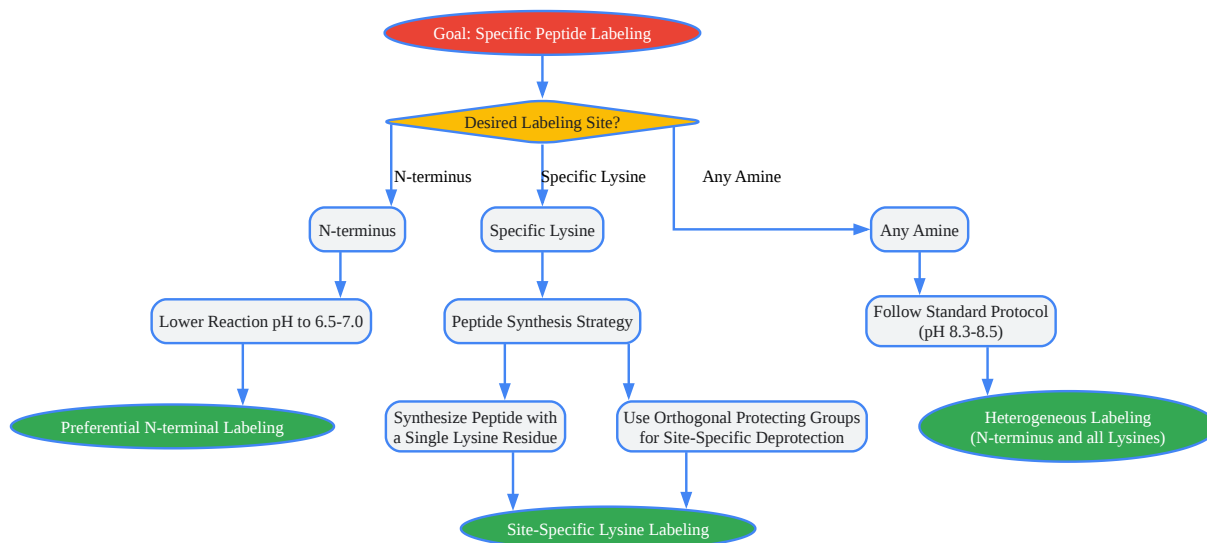 Goal: Specific Peptide Labeling
Desired Labeling Site?
N-terminus
Specific Lysine
Any Amine
N-terminus
Specific Lysine
Any Amine
Lower Reaction pH to 6.5-7.0
Peptide Synthesis Strategy
Follow Standard Protocol
(pH 8.3-8.5)
Preferential N-terminal Labeling
Synthesize Peptide with
a Single Lysine Residue
Use Orthogonal Protecting Groups
for Site-Specific Deprotection
Heterogeneous Labeling
(N-terminus and all Lysines)
Site-Specific Lysine Labeling